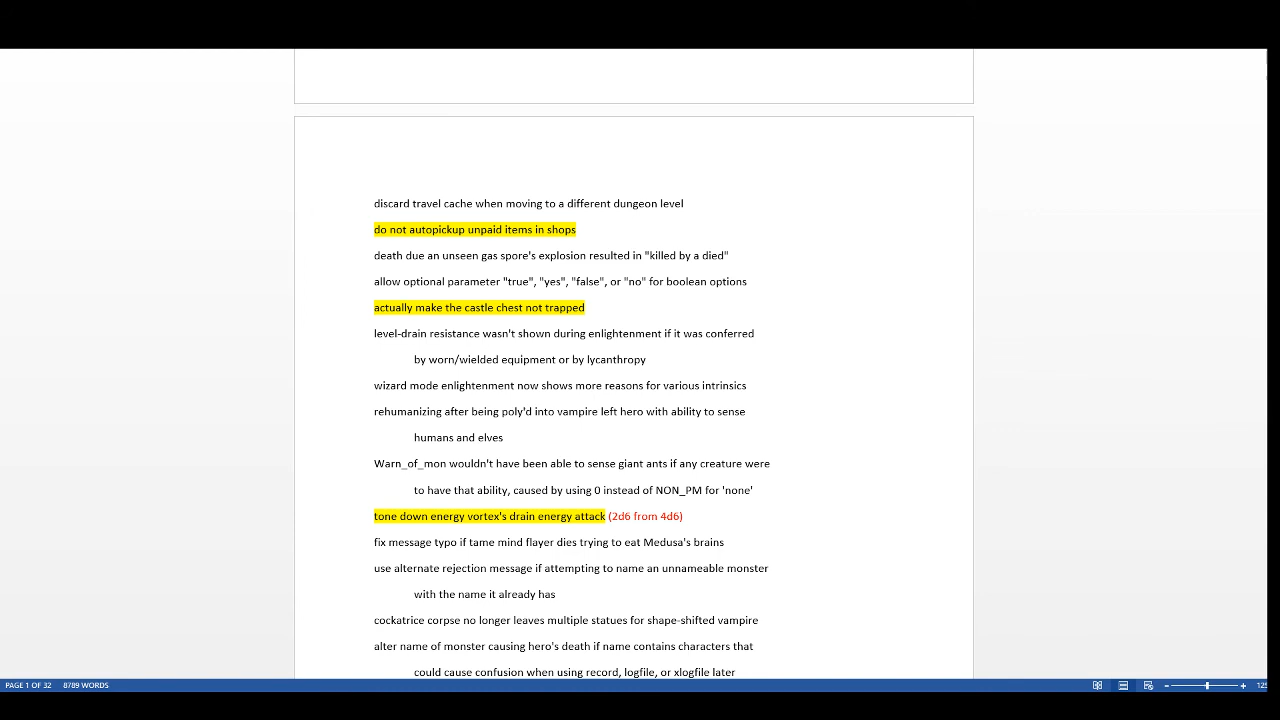 discard travel cache when moving to a different dungeon level
do not autopickup unpaid items in shops
death due an unseen gas spore's explosion resulted in "killed by a died"
allow optional parameter "true", "yes", "false", or "no" for boolean options
actually make the castle chest not trapped
level-drain resistance wasn't shown during enlightenment if it was conferred
by worn/wielded equipment or by lycanthropy
wizard mode enlightenment now shows more reasons for various intrinsics
rehumanizing after being poly'd into vampire left hero with ability to sense
humans and elves
Warn_of_mon wouldn't have been able to sense giant ants if any creature were
to have that ability, caused by using 0 instead of NON_PM for 'none'
tone down energy vortex's drain energy attack (2d6 from 4d6)
fix message typo if tame mind flayer dies trying to eat Medusa's brains
use alternate rejection message if attempting to name an unnameable monster
with the name it already has
cockatrice corpse no longer leaves multiple statues for shape-shifted vampire
alter name of monster causing hero's death if name contains characters that
could cause confusion when using record, logfile, or xlogfile later
PAGE 1 OF 32 8789 WORDS